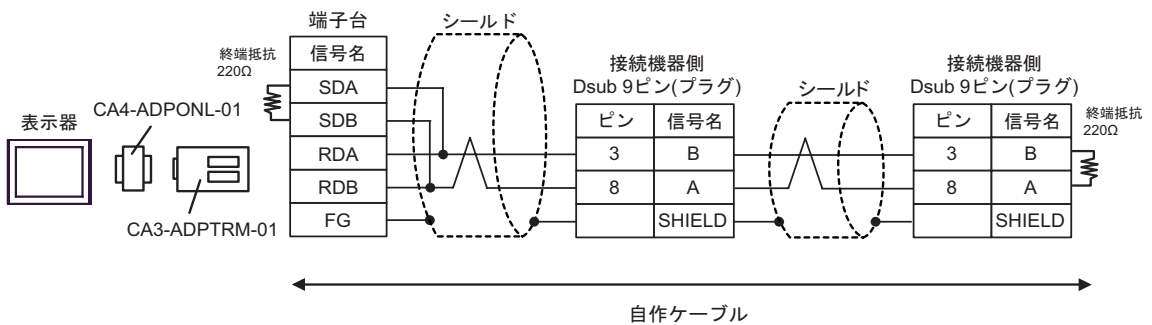 表示器
CA4-ADPONL-01
CA3-ADPTRM-01
終端抵抗
220Ω
端子台
信号名
SDA
SDB
RDA
RDB
FG
シールド
接続機器側
Dsub 9ピン(プラグ)
ピン 信号名
3 B
8 A
SHIELD
シールド
接続機器側
Dsub 9ピン(プラグ)
ピン 信号名
3 B
8 A
SHIELD
終端抵抗
220Ω
自作ケーブル